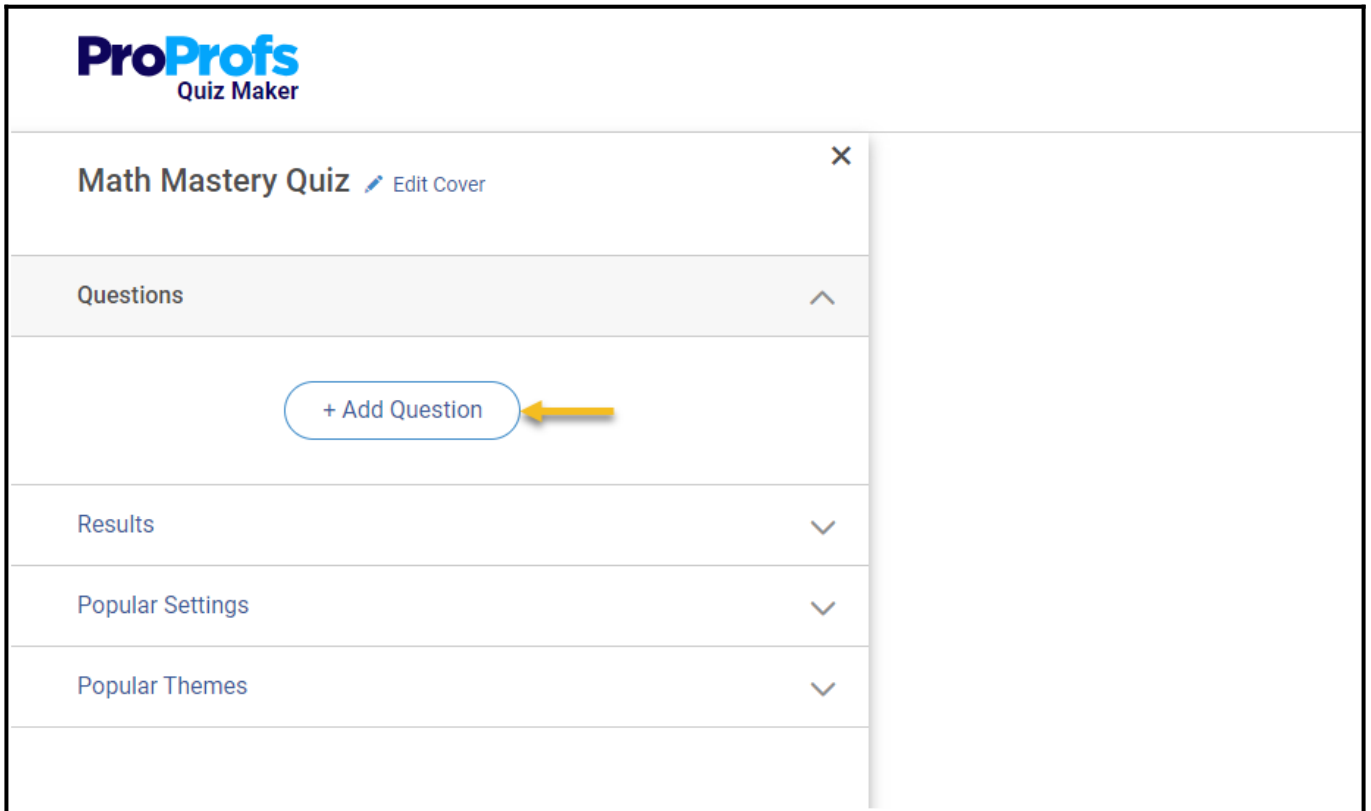 ProProfs
Quiz Maker
Math Mastery Quiz Edit Cover
Questions
+ Add Question
Results
Popular Settings
Popular Themes